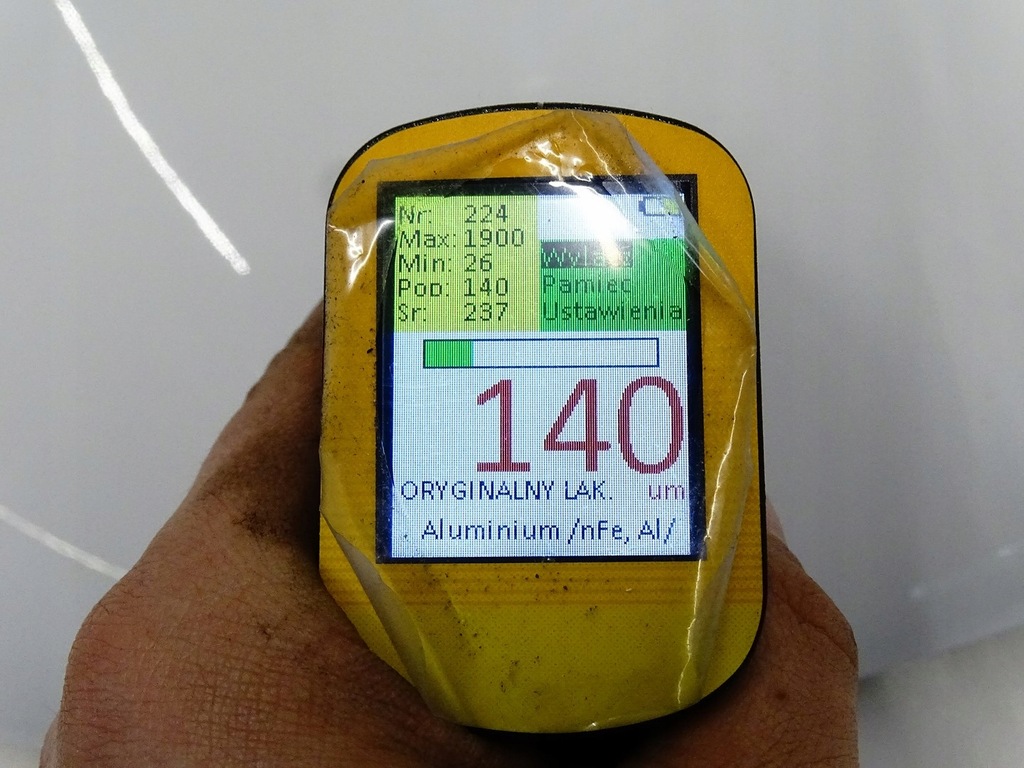 Nr: 224
Max: 1900
Min: 26
Pop: 140
Sr: 237
Pamiec
Ustawienia
140
ORYGINALNY LAK. um
Aluminium /nFe, Al/